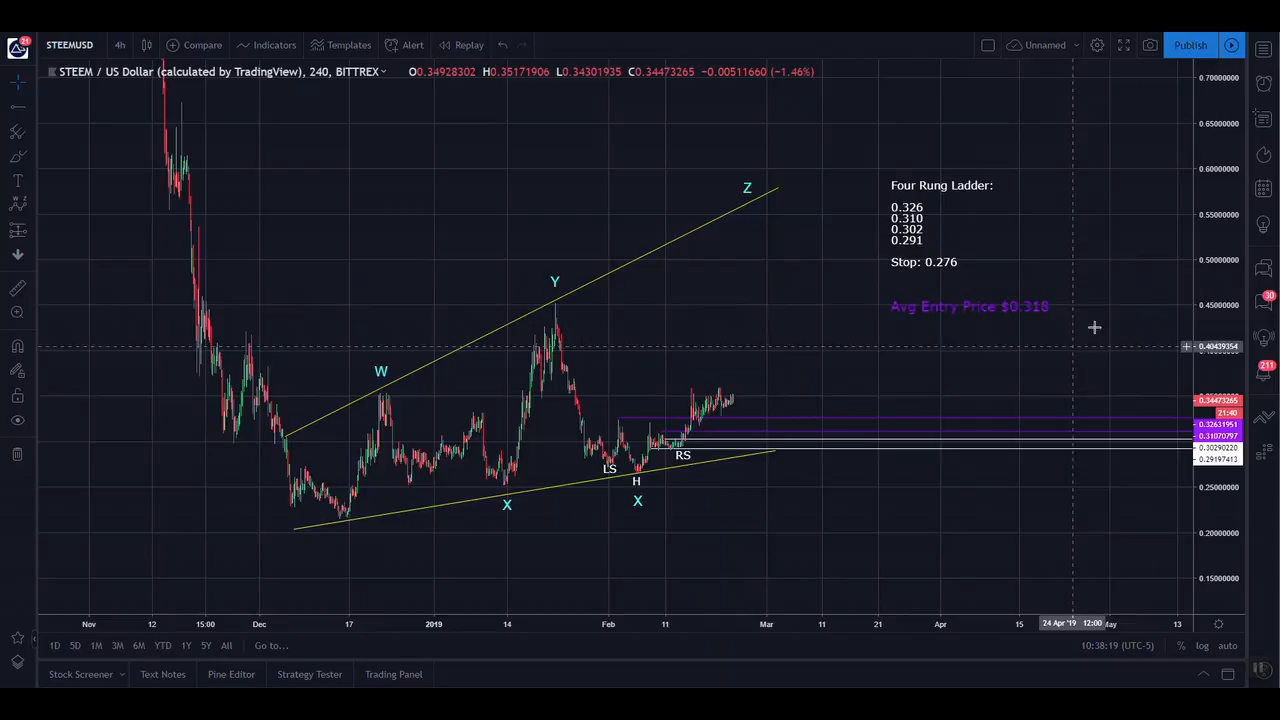 21
STEEMUSD
4h
Compare
Indicators
Templates
Alert
Replay
Unnamed
Publish
STEEM / US Dollar (calculated by TradingView), 240, BITTREX
O0.34928302 H0.35171906 L0.34301935 C0.34473265 −0.00511660 (−1.46%)
0.70000000
0.65000000
0.60000000
0.55000000
0.50000000
0.45000000
0.40439354
0.34473265
21:40
0.32631951
0.31070797
0.30290220
0.29197413
0.25000000
0.20000000
0.15000000
Z
Y
W
X
LS
H
X
RS
Four Rung Ladder:
0.326
0.310
0.302
0.291
Stop: 0.276
Avg Entry Price $0.318
30
211
Nov
12
15:00
Dec
17
2019
14
Feb
11
Mar
11
21
Apr
15
24 Apr '19 12:00
May
13
1D
5D
1M
3M
6M
YTD
1Y
5Y
All
Go to...
10:38:19 (UTC-5)
%
log
auto
Stock Screener
Text Notes
Pine Editor
Strategy Tester
Trading Panel